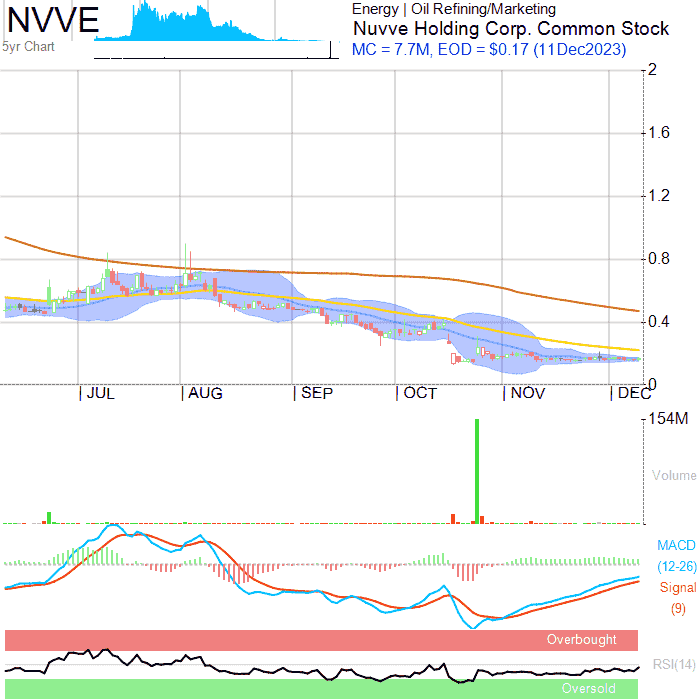 NVVE
5yr Chart
Energy | Oil Refining/Marketing
Nuvve Holding Corp. Common Stock
MC = 7.7M, EOD = $0.17 (11Dec2023)
2
1.6
1.2
0.8
0.4
0
| JUL | AUG | SEP | OCT | NOV | DEC
154M
Volume
MACD
(12-26)
Signal
(9)
Overbought
RSI(14)
Oversold